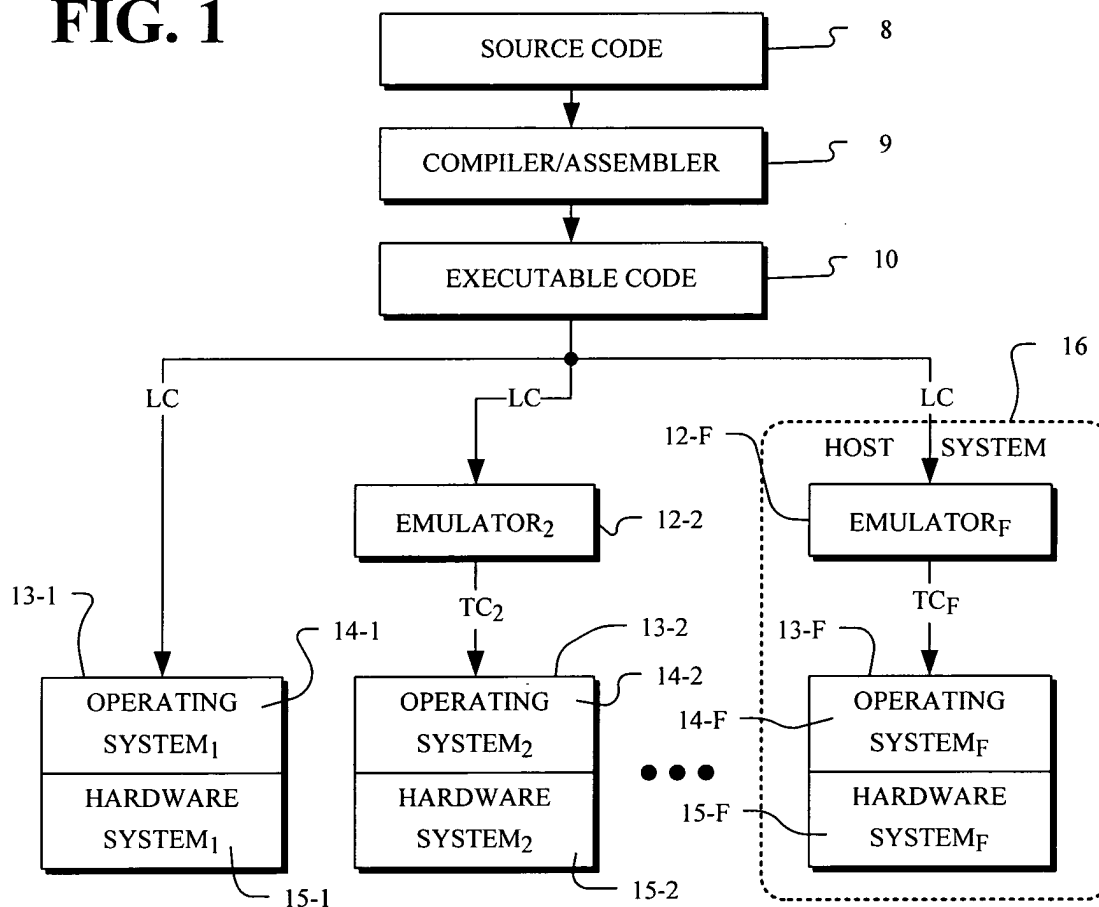 FIG. 1
SOURCE CODE
8
COMPILER/ASSEMBLER
9
EXECUTABLE CODE
10
16
LC
LC
LC
12-F
HOST SYSTEM
EMULATOR2
12-2
EMULATORF
13-1
14-1
TC2
13-2
TCF
13-F
OPERATING
SYSTEM1
14-2
OPERATING
SYSTEM2
14-F
OPERATING
SYSTEMF
HARDWARE
SYSTEM1
HARDWARE
SYSTEM2
15-F
HARDWARE
SYSTEMF
15-1
15-2